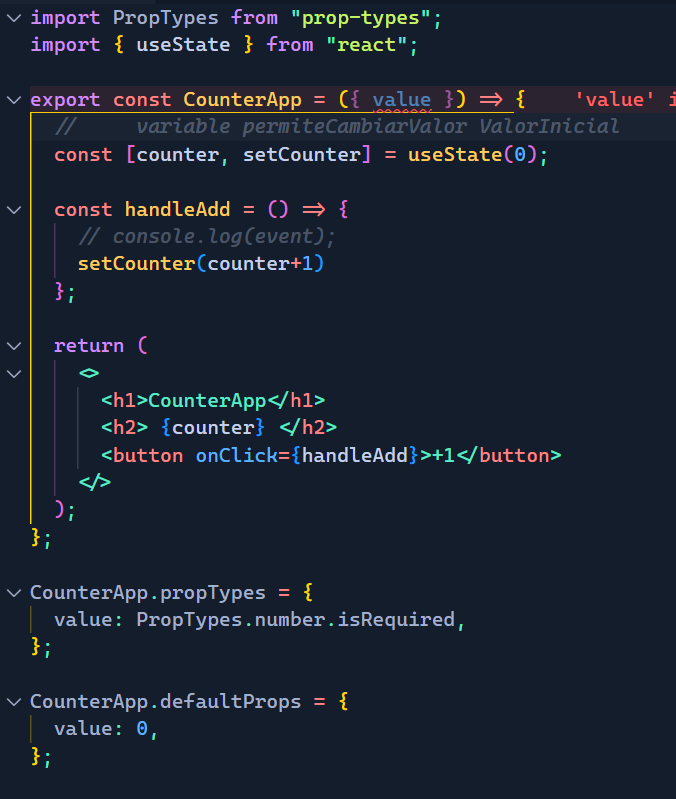 import PropTypes from "prop-types";
import { useState } from "react";
export const CounterApp = ({ value }) => { 'value' i
// variable permiteCambiarValor ValorInicial
const [counter, setCounter] = useState(0);
const handleAdd = () => {
// console.log(event);
setCounter(counter+1)
};
return (
<>
<h1>CounterApp</h1>
<h2> {counter} </h2>
<button onClick={handleAdd}>+1</button>
</>
);
};
CounterApp.propTypes = {
value: PropTypes.number.isRequired,
};
CounterApp.defaultProps = {
value: 0,
};